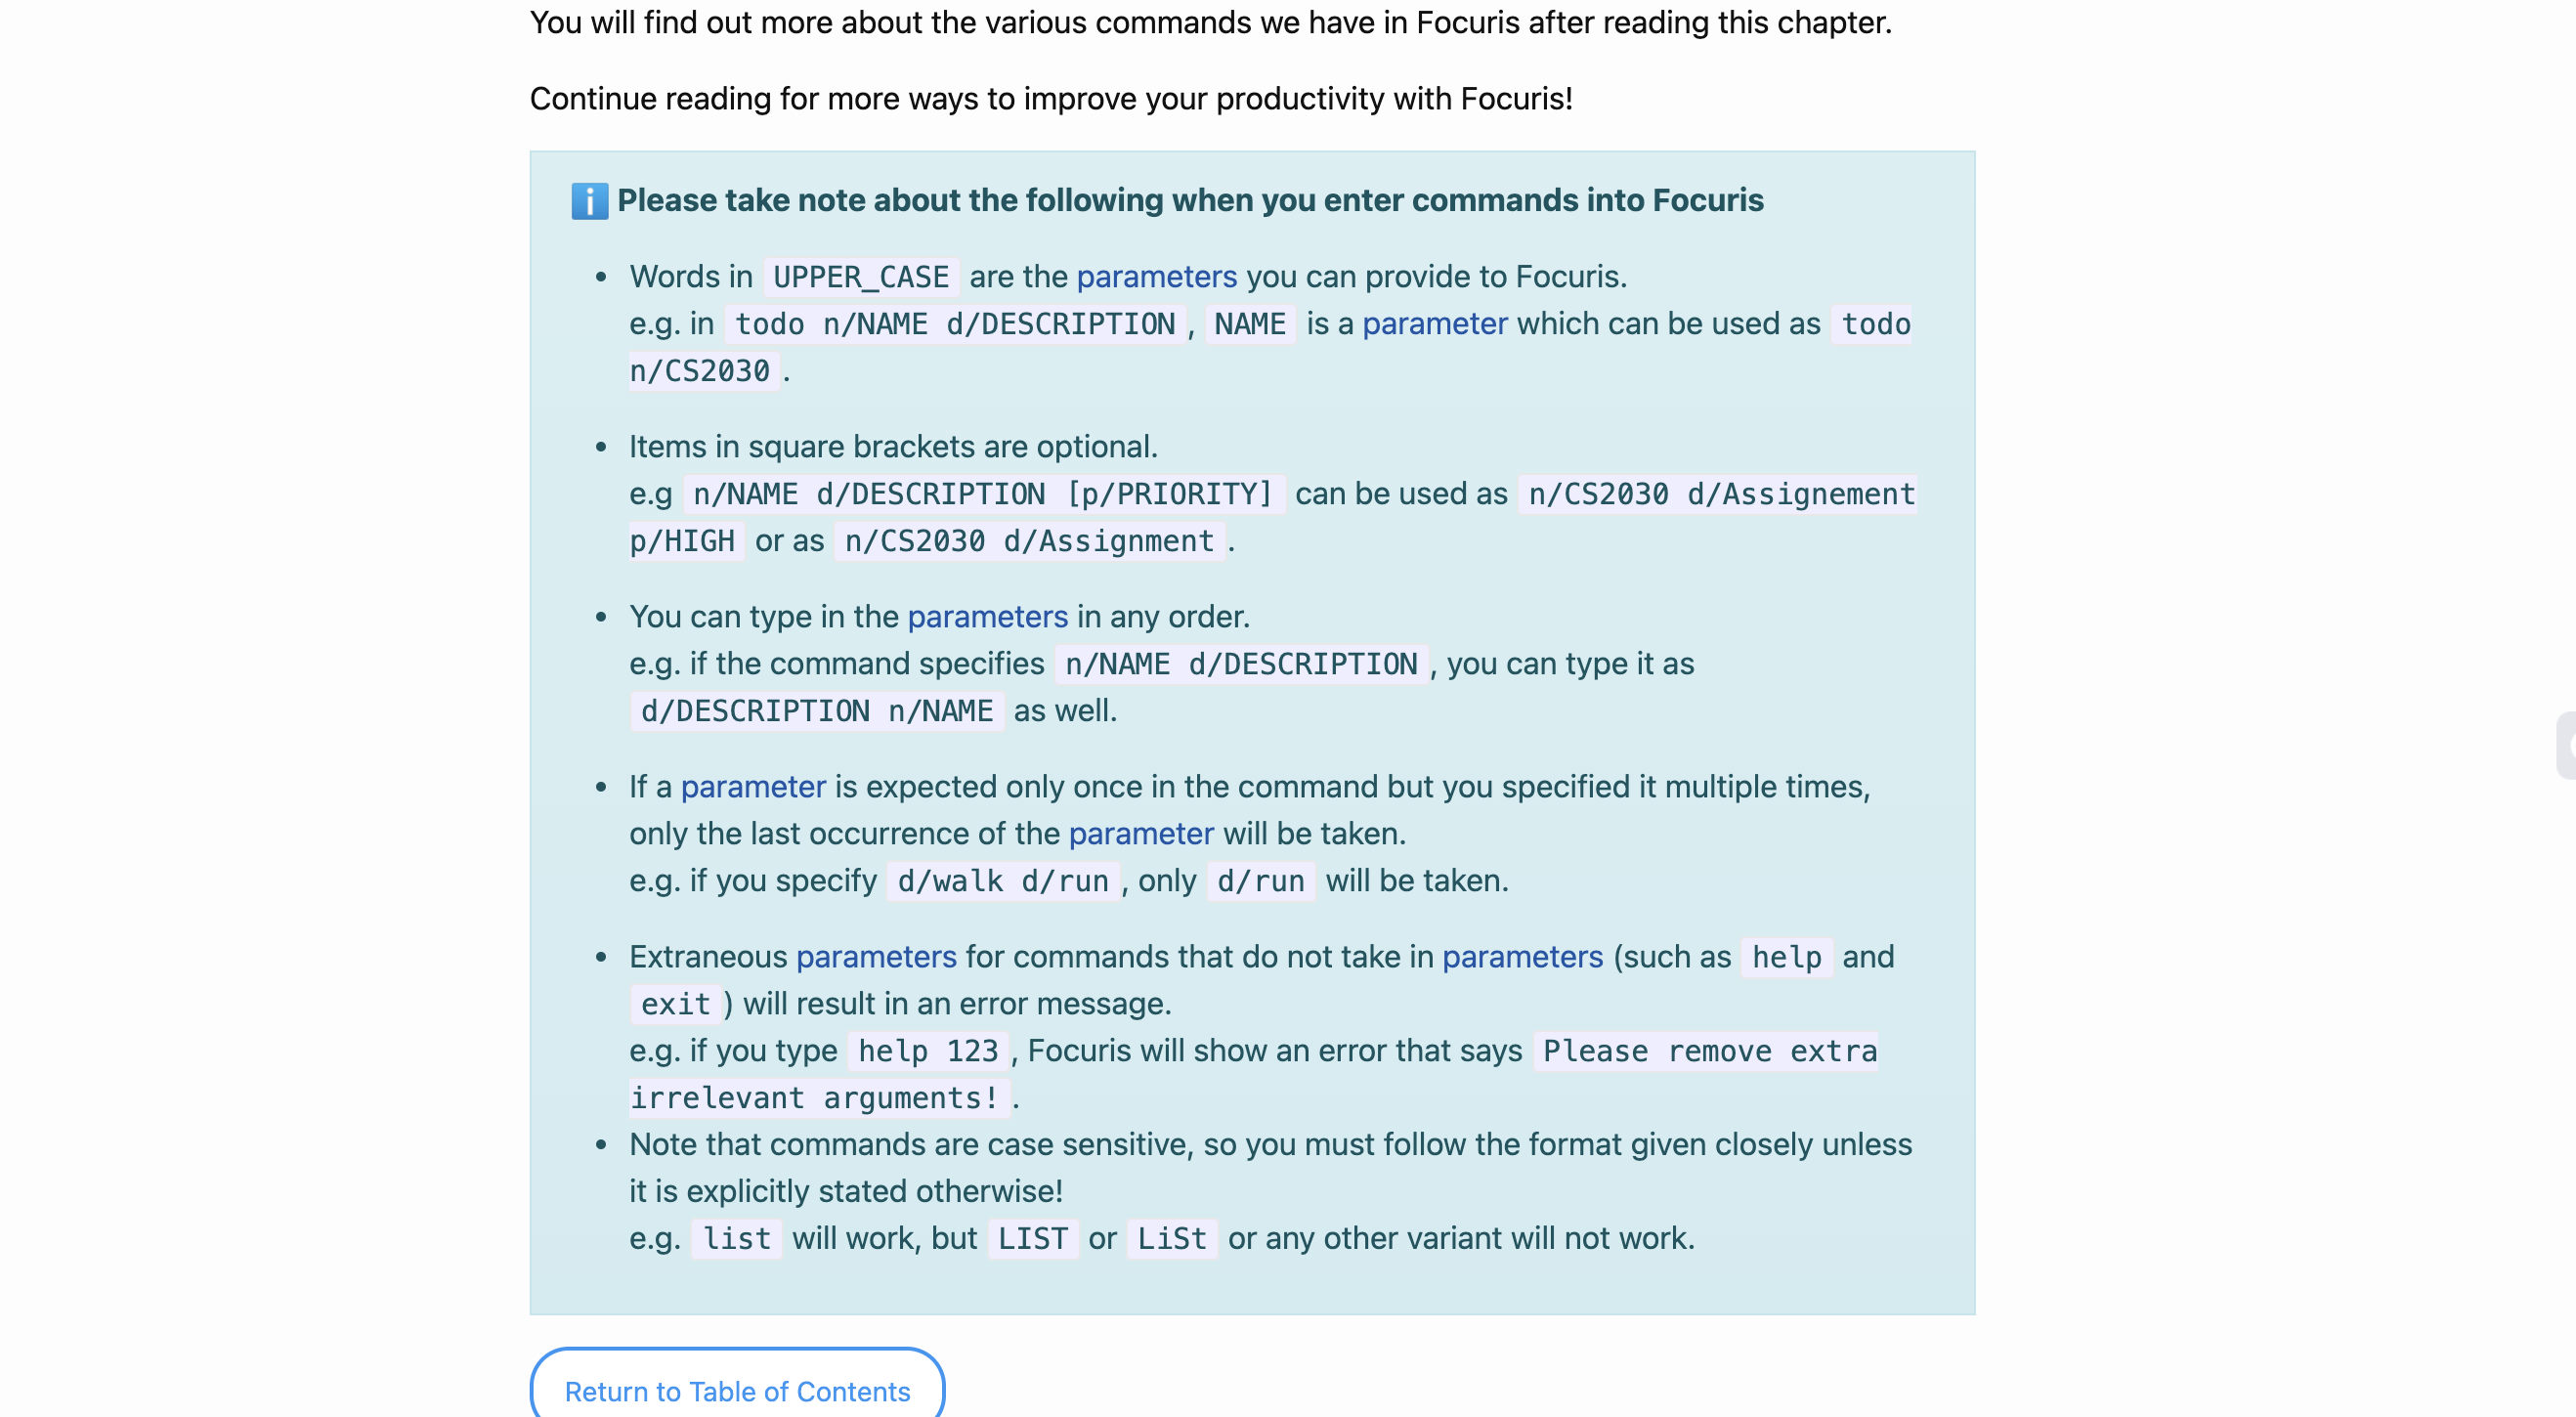 You will find out more about the various commands we have in Focuris after reading this chapter.
Continue reading for more ways to improve your productivity with Focuris!
Please take note about the following when you enter commands into Focuris
• Words in UPPER_CASE are the parameters you can provide to Focuris.
e.g. in todo n/NAME d/DESCRIPTION, NAME is a parameter which can be used as todo
n/CS2030.
• Items in square brackets are optional.
e.g n/NAME d/DESCRIPTION [p/PRIORITY] can be used as n/CS2030 d/Assignement
p/HIGH or as n/CS2030 d/Assignment.
• You can type in the parameters in any order.
e.g. if the command specifies n/NAME d/DESCRIPTION, you can type it as
d/DESCRIPTION n/NAME as well.
• If a parameter is expected only once in the command but you specified it multiple times,
only the last occurrence of the parameter will be taken.
e.g. if you specify d/walk d/run, only d/run will be taken.
• Extraneous parameters for commands that do not take in parameters (such as help and
exit) will result in an error message.
e.g. if you type help 123, Focuris will show an error that says Please remove extra
irrelevant arguments!.
• Note that commands are case sensitive, so you must follow the format given closely unless
it is explicitly stated otherwise!
e.g. list will work, but LIST or LiSt or any other variant will not work.
Return to Table of Contents